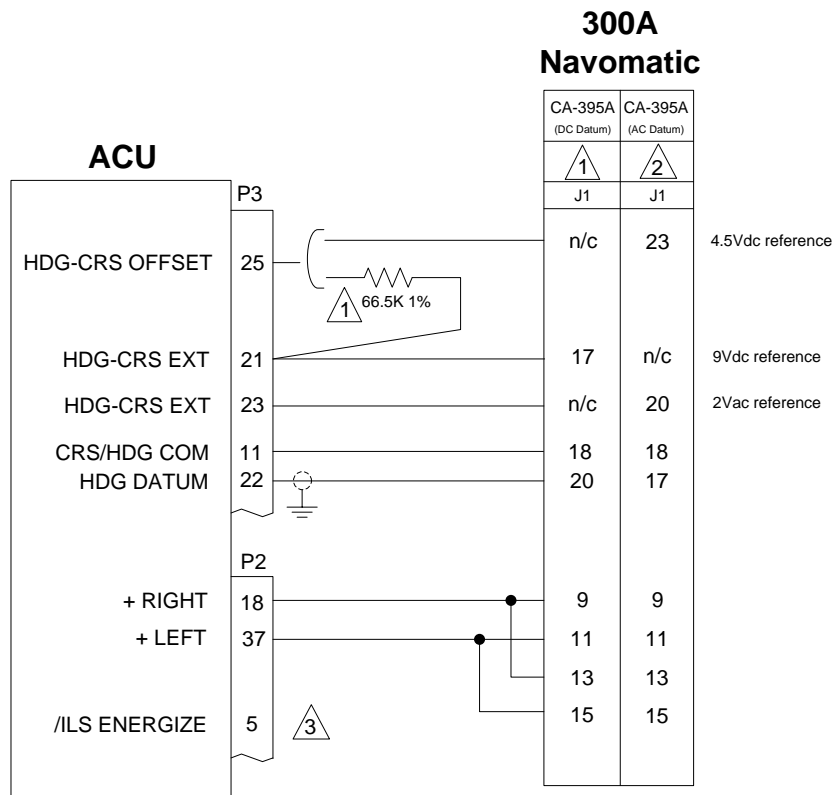 300A
Navomatic
CA-395A CA-395A
(DC Datum) (AC Datum)
1 2
J1 J1
ACU
P3
HDG-CRS OFFSET 25 n/c 23 4.5Vdc reference
1 66.5K 1%
HDG-CRS EXT 21 17 n/c 9Vdc reference
HDG-CRS EXT 23 n/c 20 2Vac reference
CRS/HDG COM 11 18 18
HDG DATUM 22 20 17
P2
+ RIGHT 18 9 9
+ LEFT 37 11 11
13 13
/ILS ENERGIZE 5 3 15 15